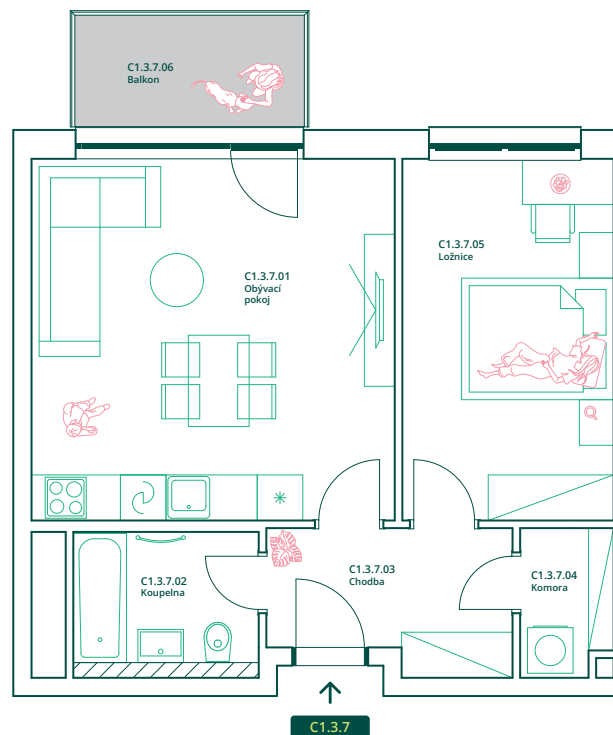 C1.3.7.06
Balkon
C1.3.7.05
Ložnice
C1.3.7.01
Obývací
pokoj
C1.3.7.02
Koupelna
C1.3.7.03
Chodba
C1.3.7.04
Komora
C1.3.7